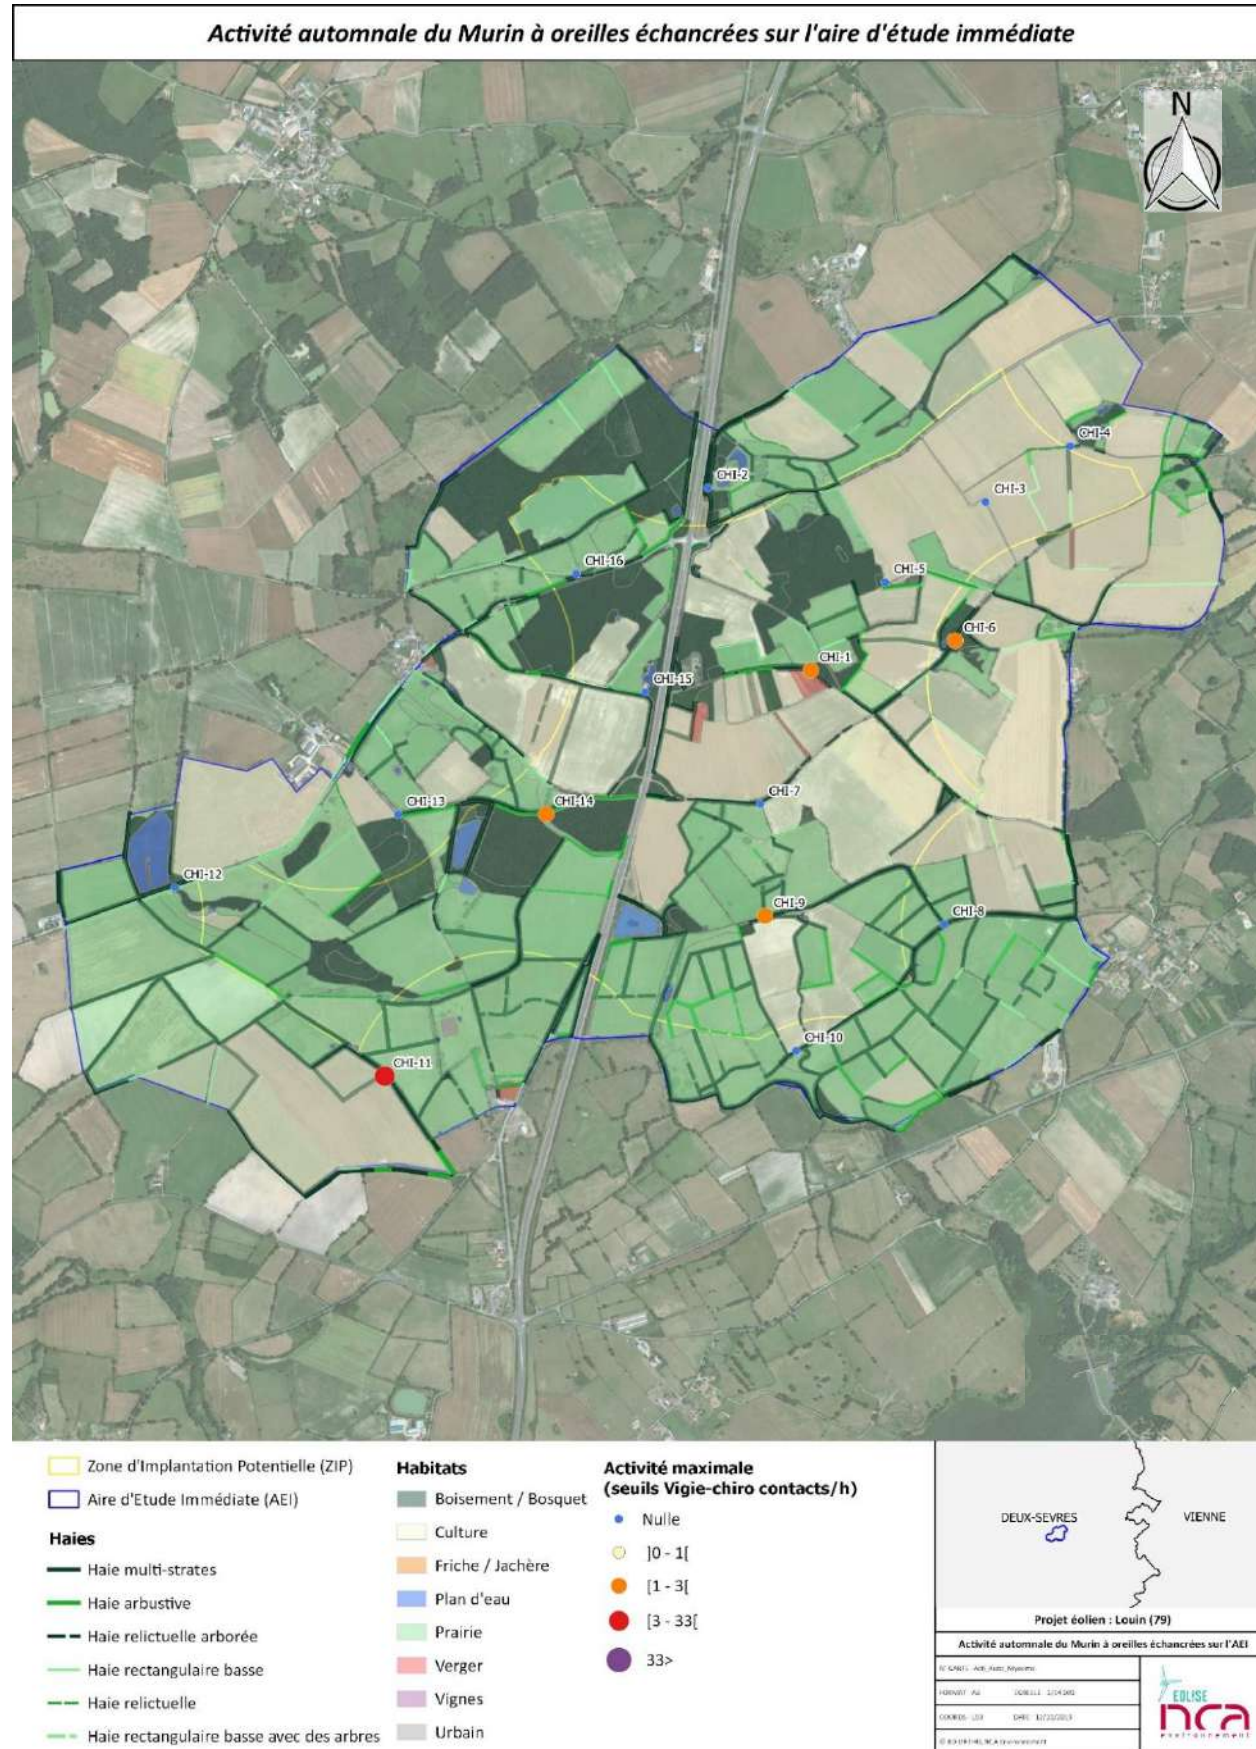 Activité automnale du Murin à oreilles échancrées sur l'aire d'étude immédiate
N
CHI-4
CHI-2
CHI-3
CHI-16
CHI-5
CHI-6
CHI-1
CHI-15
CHI-7
CHI-13
CHI-14
CHI-12
CHI-9
CHI-8
CHI-10
CHI-11
Zone d'Implantation Potentielle (ZIP)
Aire d'Etude Immédiate (AEI)
Haies
Haie multi-strates
Haie arbustive
Haie relictuelle arborée
Haie rectangulaire basse
Haie relictuelle
Haie rectangulaire basse avec des arbres
Habitats
Boisement / Bosquet
Culture
Friche / Jachère
Plan d'eau
Prairie
Verger
Vignes
Urbain
Activité maximale
(seuils Vigie-chiro contacts/h)
Nulle
]0 - 1[
[1 - 3[
[3 - 33[
33>
DEUX-SEVRES
VIENNE
Projet éolien : Louin (79)
Activité automnale du Murin à oreilles échancrées sur l'AEI
EOLISE
nca
environnement